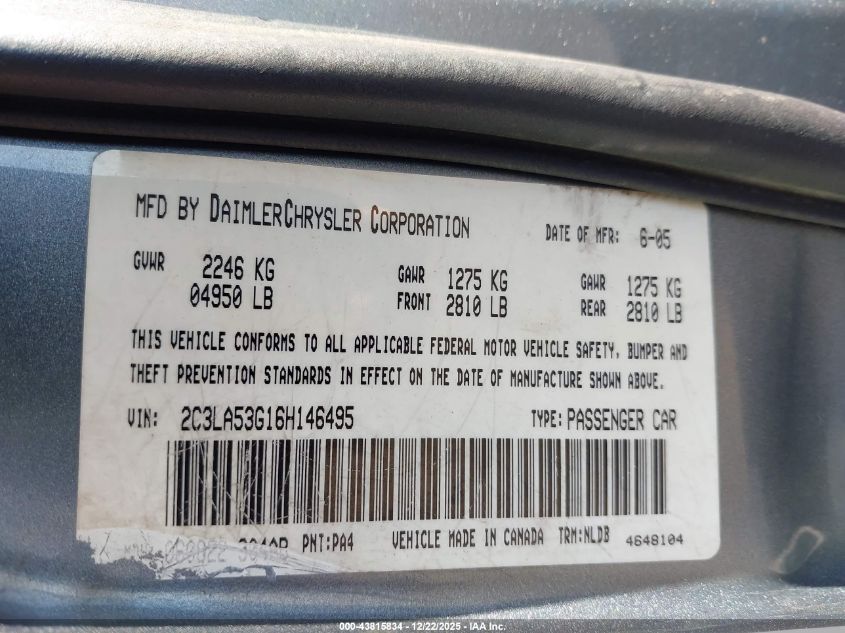 MFD BY DAIMLERCHRYSLER CORPORATION DATE OF MFR: 6-05
GVWR 2246 KG GAWR 1275 KG GAWR 1275 KG
04950 LB FRONT 2810 LB REAR 2810 LB
THIS VEHICLE CONFORMS TO ALL APPLICABLE FEDERAL MOTOR VEHICLE SAFETY, BUMPER AND
THEFT PREVENTION STANDARDS IN EFFECT ON THE DATE OF MANUFACTURE SHOWN ABOVE.
VIN: 2C3LA53G16H146495 TYPE: PASSENGER CAR
PNT:PA4 VEHICLE MADE IN CANADA TRM:NLDB 4648104
000-43815834 | 12/22/2025 - IAA, Inc.